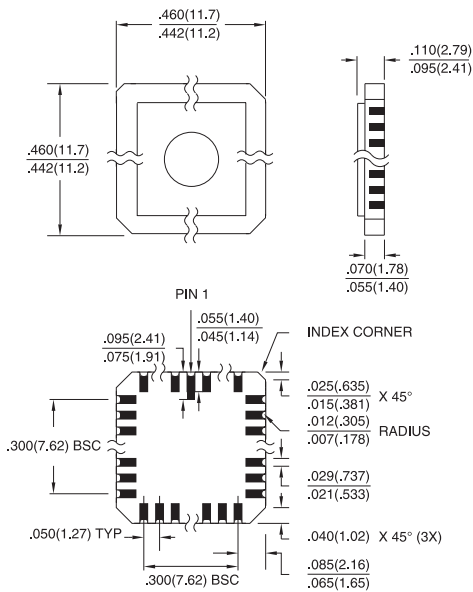 .460(11.7)
.442(11.2)
.110(2.79)
.095(2.41)
.460(11.7)
.442(11.2)
.070(1.78)
.055(1.40)
PIN 1
.055(1.40)
.045(1.14)
INDEX CORNER
.095(2.41)
.075(1.91)
.025(.635)
.015(.381)
X 45°
.012(.305)
.007(.178)
RADIUS
.300(7.62) BSC
.029(.737)
.021(.533)
.050(1.27) TYP
.040(1.02) X 45° (3X)
.300(7.62) BSC
.085(2.16)
.065(1.65)